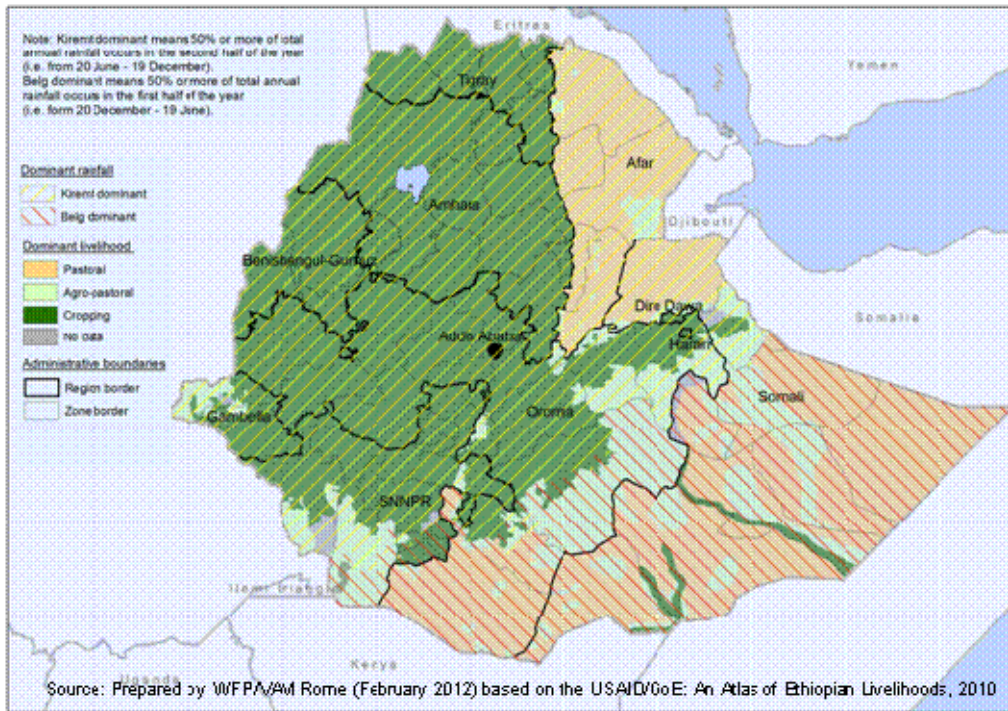 Eritrea
Note: Kiremt dominant means 50% or more of total
annual rainfall occurs in the second half of the year
(i.e. from 20 June - 19 December).
Belg dominant means 50% or more of total annual
rainfall occurs in the first half of the year
(i.e. form 20 December - 19 June).
Yemen
Tigray
Dominant rainfall
Kiremt dominant
Belg dominant
Afar
Amhara
Djibouti
Dominant livelihood
Pastoral
Agro-pastoral
Cropping
No data
Benishangul-Gumuz
Dire Dawa
Somalia
Addis Ababa
Harari
Administrative boundaries
Region border
Zone border
Gambella
Oromia
Somali
SNNPR
Ilemi triangle
Kenya
Uganda
Source: Prepared by WFP/VAM Rome (February 2012) based on the USAID/GoE: An Atlas of Ethiopian Livelihoods, 2010